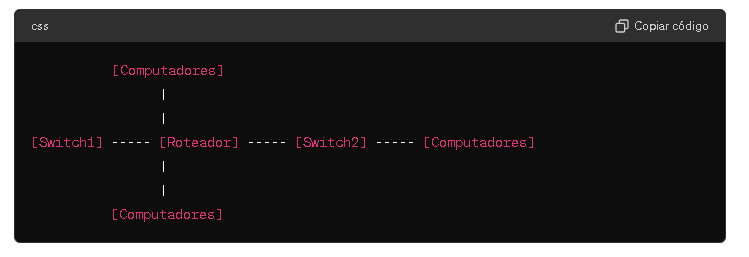 css Copiar código
[Computadores]
|
|
[Switch1] ----- [Roteador] ----- [Switch2] ----- [Computadores]
|
|
[Computadores]